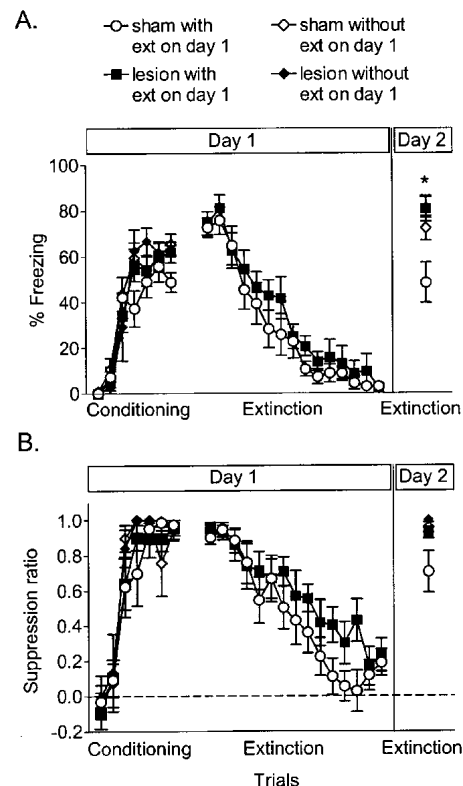 A.
sham with ext on day 1
sham without ext on day 1
lesion with ext on day 1
lesion without ext on day 1
Day 1 Day 2
100
80
60
40
20
0
% Freezing
*
Conditioning Extinction Extinction
B.
Day 1 Day 2
1.0
0.8
0.6
0.4
0.2
0.0
-0.2
Suppression ratio
Conditioning Extinction Extinction
Trials